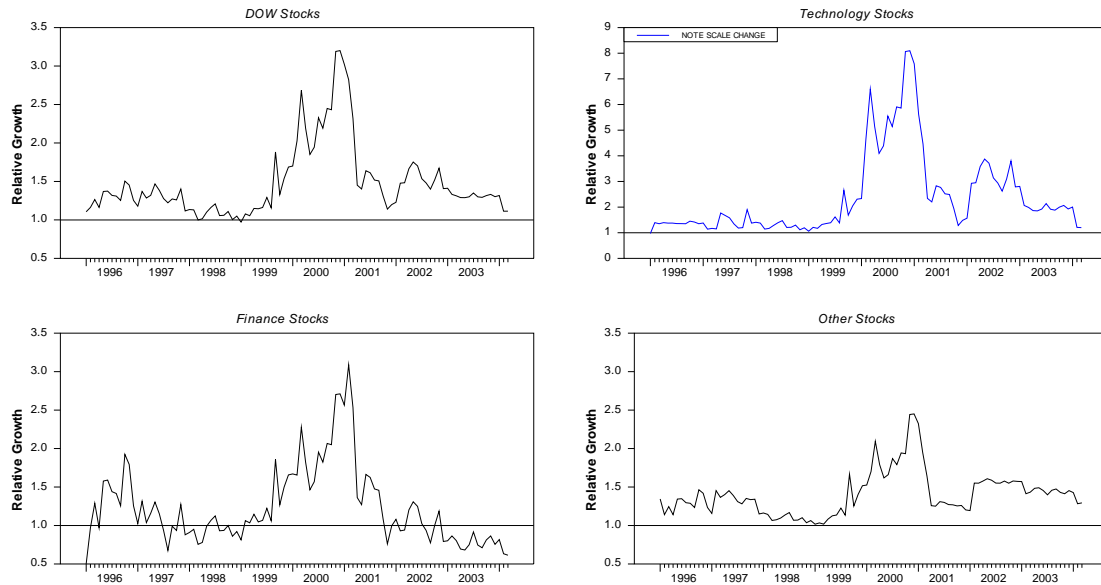 DOW Stocks
Relative Growth
3.5
3.0
2.5
2.0
1.5
1.0
0.5
1996 1997 1998 1999 2000 2001 2002 2003
Technology Stocks
NOTE SCALE CHANGE
Relative Growth
9
8
7
6
5
4
3
2
1
0
1996 1997 1998 1999 2000 2001 2002 2003
Finance Stocks
Relative Growth
3.5
3.0
2.5
2.0
1.5
1.0
0.5
1996 1997 1998 1999 2000 2001 2002 2003
Other Stocks
Relative Growth
3.5
3.0
2.5
2.0
1.5
1.0
0.5
1996 1997 1998 1999 2000 2001 2002 2003